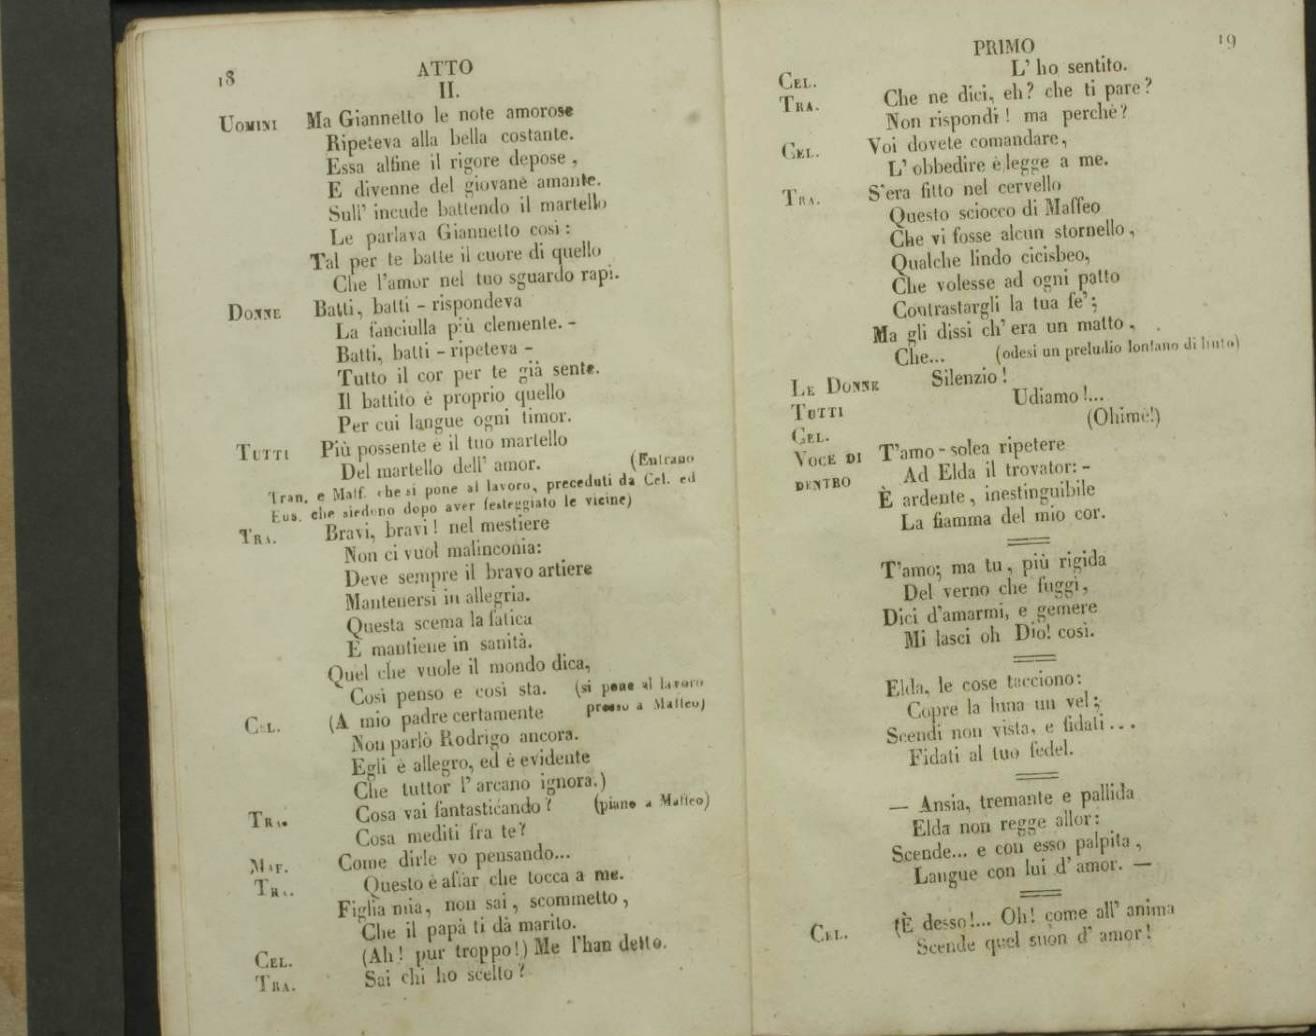 18
ATTO
II.
UOMINI Ma Giannetto le note amorose
Ripeteva alla bella costante.
Essa alfine il rigore depose,
E divenne del giovane amante.
Sull' incude battendo il martello
Le parlava Giannetto così:
Tal per te batte il cuore di quello
Che l'amor nel tuo sguardo rapì.
DONNE Batti, batti - rispondeva
La fanciulla più clemente. -
Batti, batti - ripeteva -
Tutto il cor per te già sente.
Il battito è proprio quello
Per cui langue ogni timor.
TUTTI Più possente è il tuo martello
Del martello dell' amor. (Entrano
Tran. e Maff. che si pone al lavoro, preceduti da Cel. ed
Eus. che siedono dopo aver festeggiato le vicine)
TRA. Bravi, bravi! nel mestiere
Non ci vuol malinconia:
Deve sempre il bravo artiere
Mantenersi in allegria.
Questa scema la fatica
E mantiene in sanità.
Quel che vuole il mondo dica,
Così penso e così sta. (si pone al lavoro
presso a Maffeo)
CEL. (A mio padre certamente
Non parlò Rodrigo ancora.
Egli è allegro, ed è evidente
Che tuttor l' arcano ignora.)
TRA. Cosa vai fantasticando? (piano a Maffeo)
Cosa mediti fra te?
MAF. Come dirle vo pensando...
TRA. Questo è affar che tocca a me.
Figlia mia, non sai, scommetto,
Che il papà ti dà marito.
CEL. (Ah! pur troppo!) Me l'han detto.
TRA. Sai chi ho scelto?
PRIMO
19
CEL. L' ho sentito.
TRA. Che ne dici, eh? che ti pare?
Non rispondi! ma perchè?
CEL. Voi dovete comandare,
L' obbedire è legge a me.
TRA. S'era fitto nel cervello
Questo sciocco di Maffeo
Che vi fosse alcun stornello,
Qualche lindo cicisbeo,
Che volesse ad ogni patto
Contrastargli la tua fe';
Ma gli dissi ch' era un matto,
Che... (odesi un preludio lontano di liuto)
LE DONNE Silenzio!
TUTTI Udiamo!...
CEL. (Ohimè!)
VOCE DI DENTRO T'amo - solea ripetere
Ad Elda il trovator: -
È ardente, inestinguibile
La fiamma del mio cor.
T'amo; ma tu, più rigida
Del verno che fuggi,
Dici d'amarmi, e gemere
Mi lasci oh Dio! così.
Elda, le cose tacciono:
Copre la luna un vel;
Scendi non vista, e fidati...
Fidati al tuo fedel.
— Ansia, tremante e pallida
Elda non regge allor:
Scende... e con esso palpita,
Langue con lui d' amor. —
CEL. (È desso!... Oh! come all' anima
Scende quel suon d' amor!